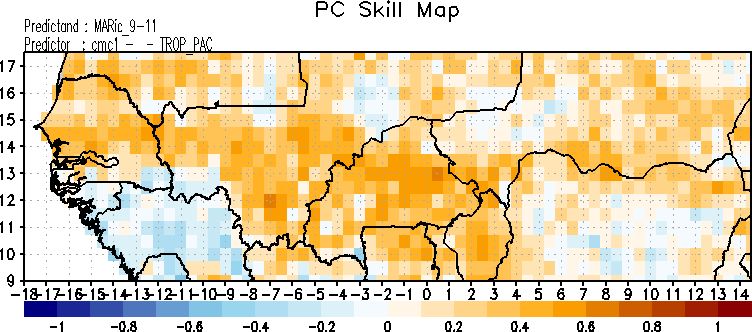 PC Skill Map
Predictand : MARic_9-11
Predictor : cmc1 - - TROP_PAC
17
16
15
14
13
12
11
10
9
-18 -17 -16 -15 -14 -13 -12 -11 -10 -9 -8 -7 -6 -5 -4 -3 -2 -1 0 1 2 3 4 5 6 7 8 9 10 11 12 13 14
-1 -0.8 -0.6 -0.4 -0.2 0 0.2 0.4 0.6 0.8 1